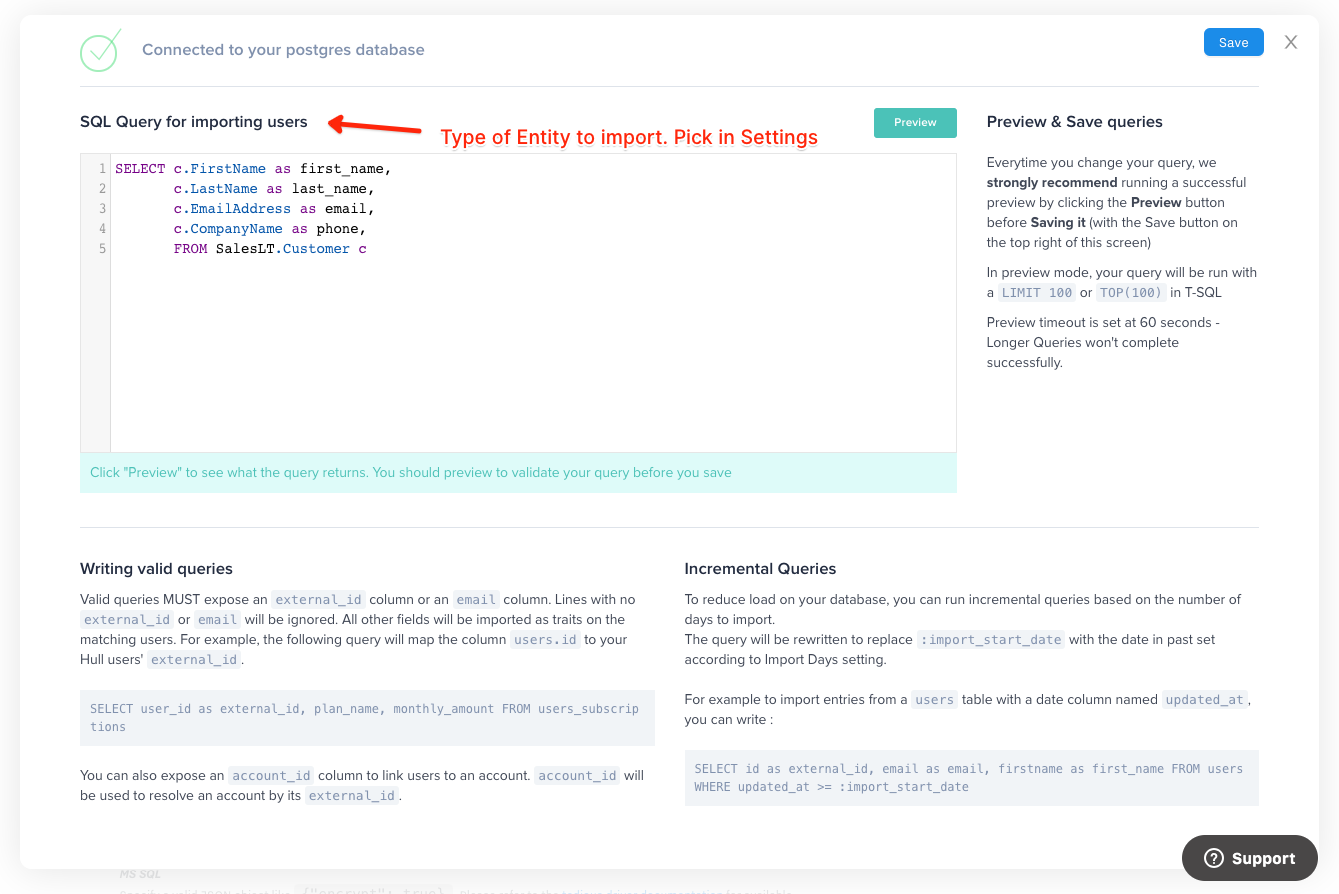 Connected to your postgres database
Save
X
SQL Query for importing users
Type of Entity to import. Pick in Settings
Preview
1 SELECT c.FirstName as first_name,
2 c.LastName as last_name,
3 c.EmailAddress as email,
4 c.CompanyName as phone,
5 FROM SalesLT.Customer c
Click "Preview" to see what the query returns. You should preview to validate your query before you save
Preview & Save queries
Everytime you change your query, we
strongly recommend running a successful
preview by clicking the Preview button
before Saving it (with the Save button on
the top right of this screen)
In preview mode, your query will be run with
a LIMIT 100 or TOP(100) in T-SQL
Preview timeout is set at 60 seconds -
Longer Queries won't complete
successfully.
Writing valid queries
Valid queries MUST expose an external_id column or an email column. Lines with no
external_id or email will be ignored. All other fields will be imported as traits on the
matching users. For example, the following query will map the column users.id to your
Hull users' external_id.
SELECT user_id as external_id, plan_name, monthly_amount FROM users_subscrip
tions
You can also expose an account_id column to link users to an account. account_id will
be used to resolve an account by its external_id.
Incremental Queries
To reduce load on your database, you can run incremental queries based on the number of
days to import.
The query will be rewritten to replace :import_start_date with the date in past set
according to Import Days setting.
For example to import entries from a users table with a date column named updated_at,
you can write :
SELECT id as external_id, email as email, firstname as first_name FROM users
WHERE updated_at >= :import_start_date
Support
MS SQL